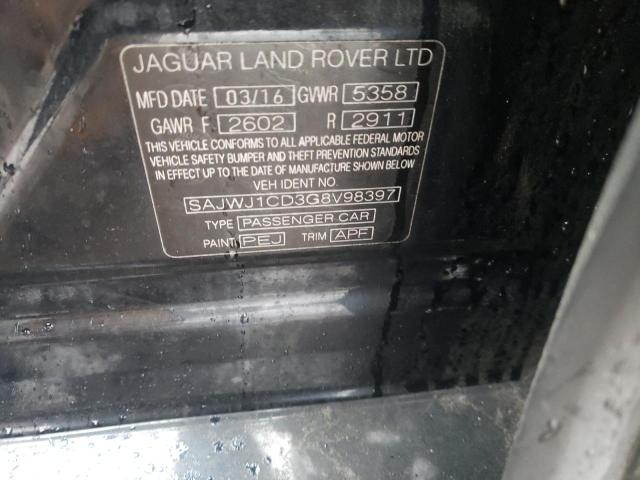 JAGUAR LAND ROVER LTD
MFD DATE 03/16 GVWR 5358
GAWR F 2602 R 2911
THIS VEHICLE CONFORMS TO ALL APPLICABLE FEDERAL MOTOR
VEHICLE SAFETY BUMPER AND THEFT PREVENTION STANDARDS
IN EFFECT UPO THE DATE OF MANUFACTURE SHOWN BELOW
VEH IDENT NO.
SAJWJ1CD3G8V98397
TYPE PASSENGER CAR
PAINT PEJ TRIM APF